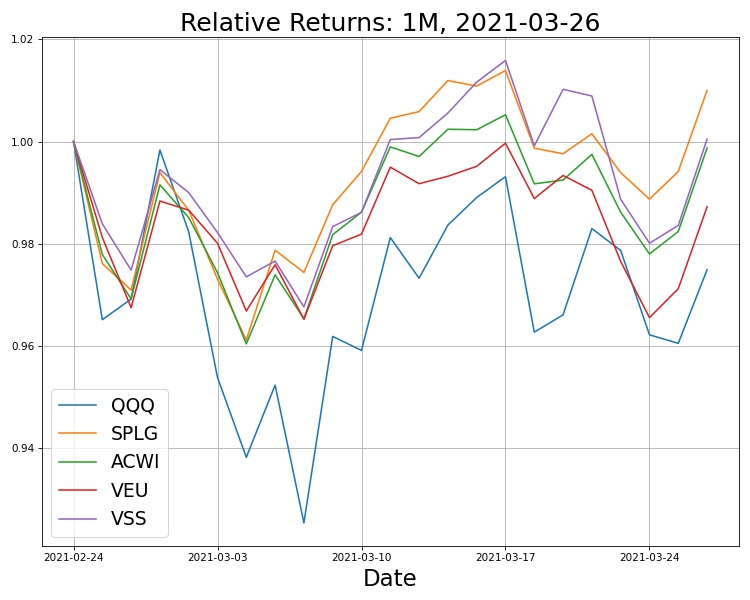 Relative Returns: 1M, 2021-03-26
1.02
1.00
0.98
0.96
0.94
QQQ
SPLG
ACWI
VEU
VSS
2021-02-24 2021-03-03 2021-03-10 2021-03-17 2021-03-24
Date